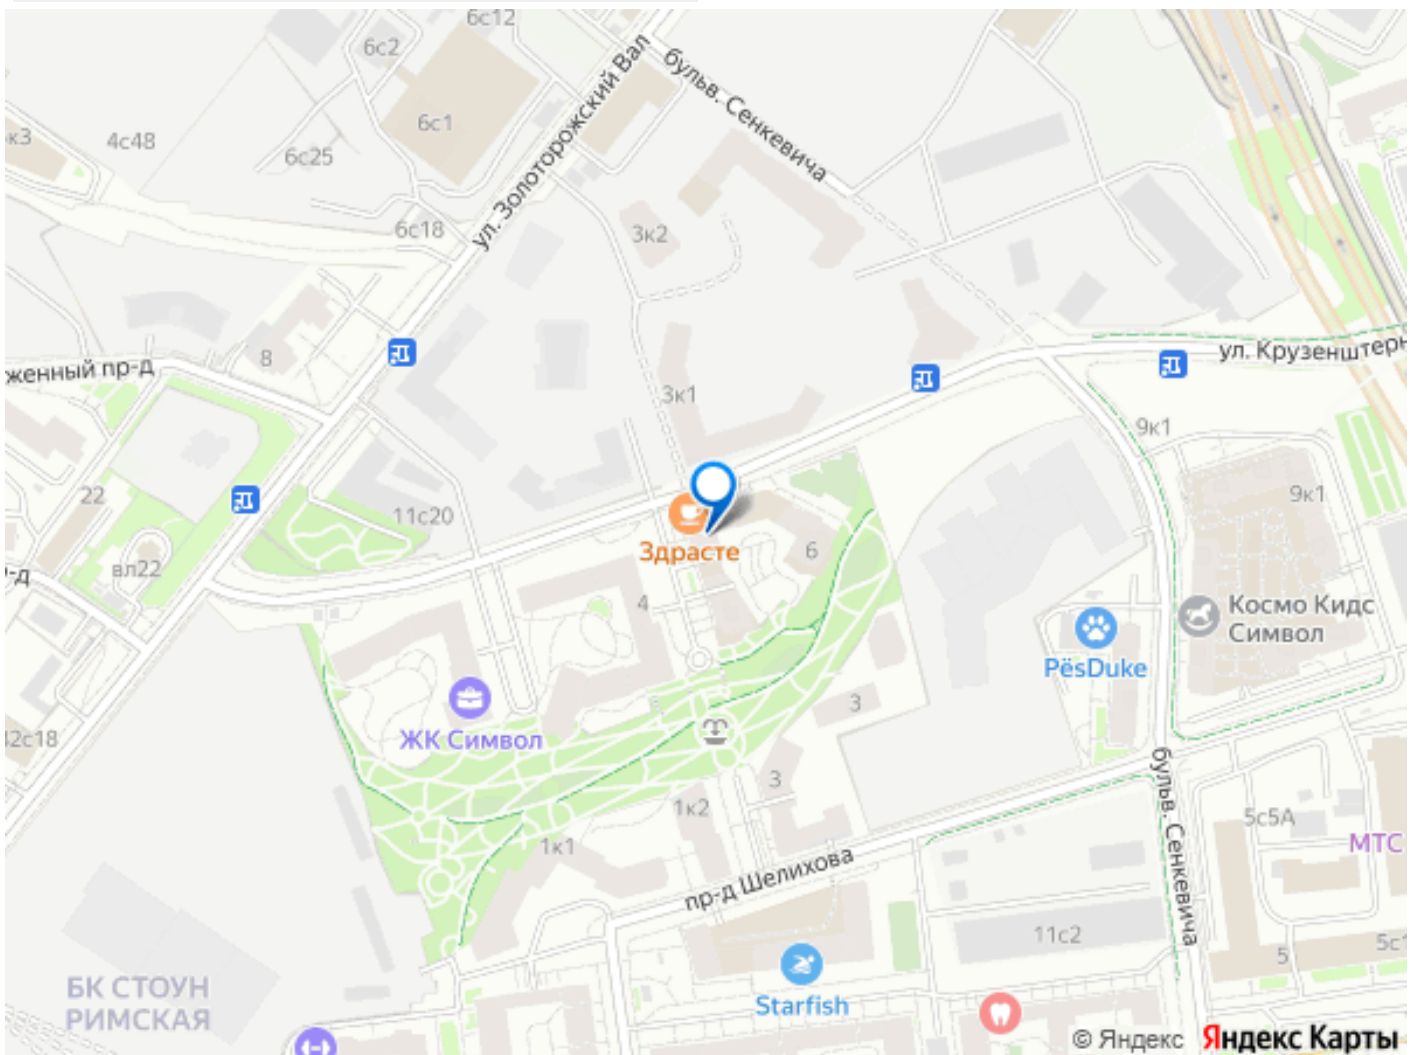 6с12
6с2
ул. Золоторожский Вал
бульв. Сенкевича
6с1
к3
4с48
6с25
6с18
3к2
8
женный пр-д
ул. Крузенштерн
3к1
9к1
22
9к1
11с20
Здрасте
6
вл22
р-д
4
Космо Кидс
Символ
PёsDuke
3
ЖК Символ
12с18
3
1к2
бульв. Сенкевича
5с5А
МТС
1к1
пр-д Шелихова
11с2
5
5с1
БК СТОУН
РИМСКАЯ
Starfish
© Яндекс Яндекс Карты